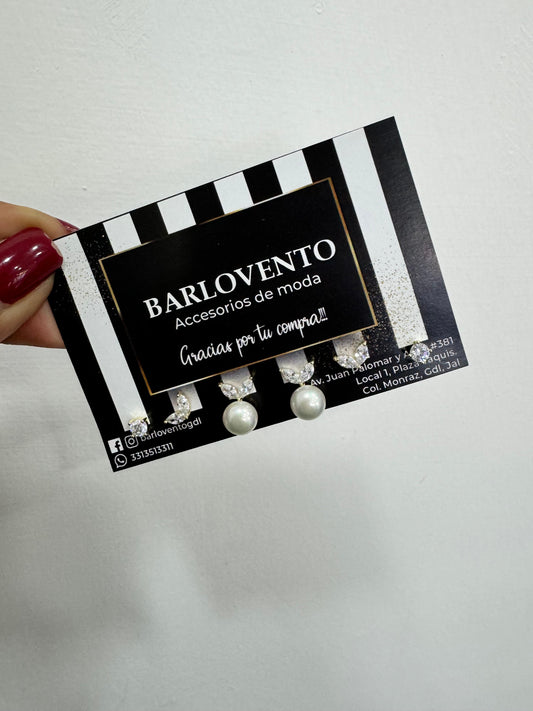 BARLOVENTO
Accesorios de moda
Gracias por tu compra!!!
Av. Juan Palomar y #381
Local 1, Plaza
Col. Monraz, Gdl, Jal
barloventogdl
3313513311